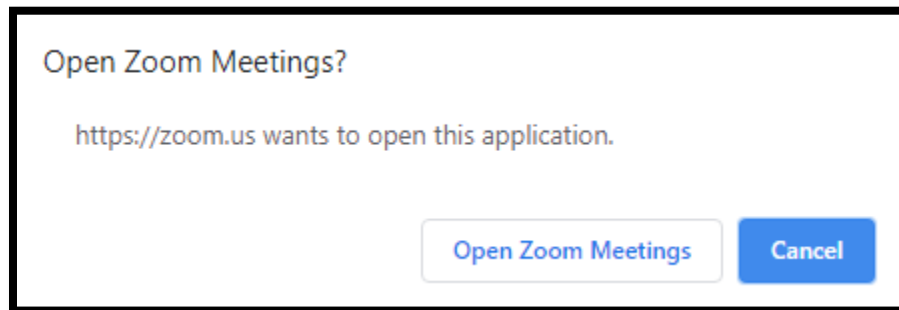 Open Zoom Meetings?
https://zoom.us wants to open this application.
Open Zoom Meetings
Cancel